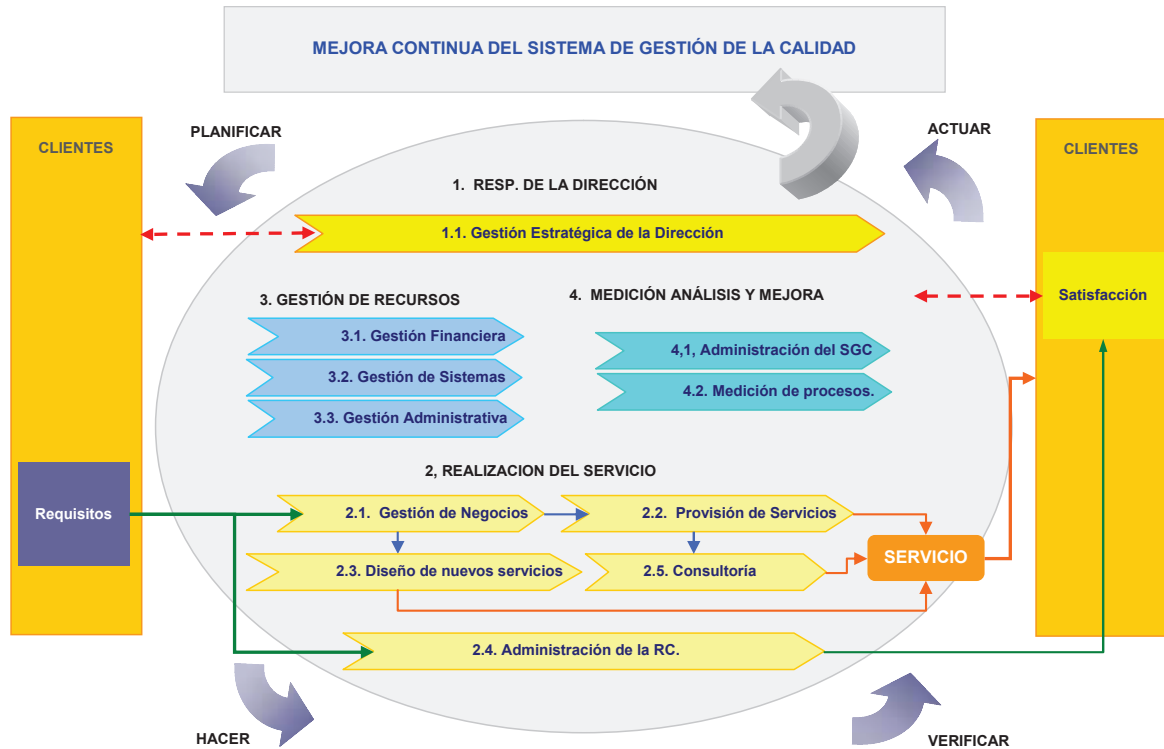 MEJORA CONTINUA DEL SISTEMA DE GESTIÓN DE LA CALIDAD
PLANIFICAR
ACTUAR
CLIENTES
CLIENTES
1. RESP. DE LA DIRECCIÓN
1.1. Gestión Estratégica de la Dirección
3. GESTIÓN DE RECURSOS
4. MEDICIÓN ANÁLISIS Y MEJORA
Satisfacción
3.1. Gestión Financiera
4,1, Administración del SGC
3.2. Gestión de Sistemas
4.2. Medición de procesos.
3.3. Gestión Administrativa
2, REALIZACION DEL SERVICIO
Requisitos
2.1. Gestión de Negocios
2.2. Provisión de Servicios
SERVICIO
2.3. Diseño de nuevos servicios
2.5. Consultoría
2.4. Administración de la RC.
HACER
VERIFICAR